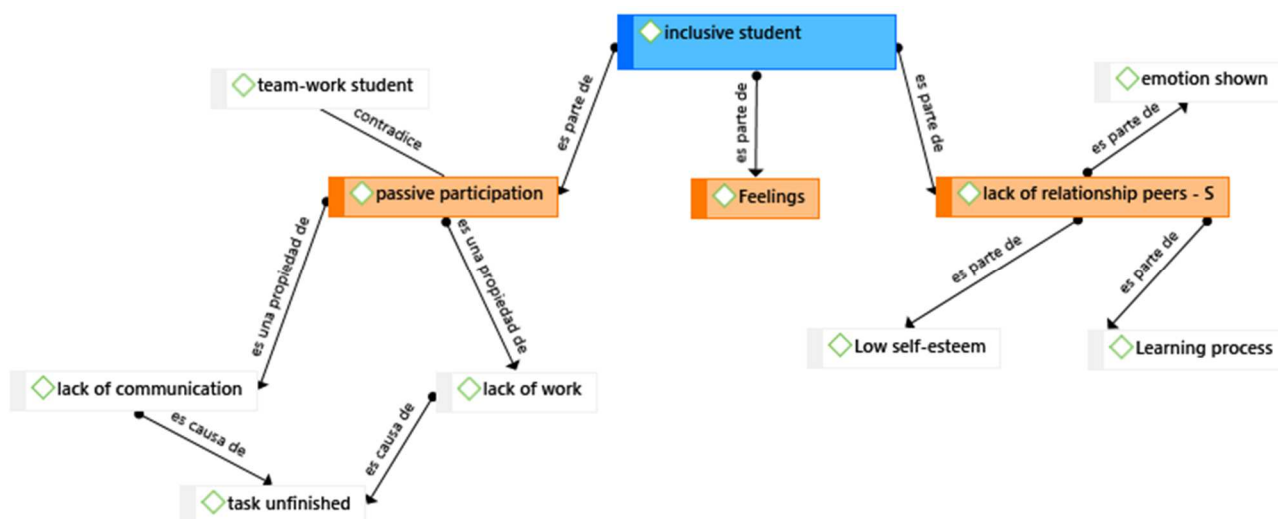 inclusive student
team-work student
emotion shown
contradice
es parte de
es parte de
es parte de
es parte de
passive participation
Feelings
lack of relationship peers - S
es una propiedad de
es una propiedad de
es parte de
es parte de
Low self-esteem
Learning process
lack of communication
lack of work
es causa de
es causa de
task unfinished